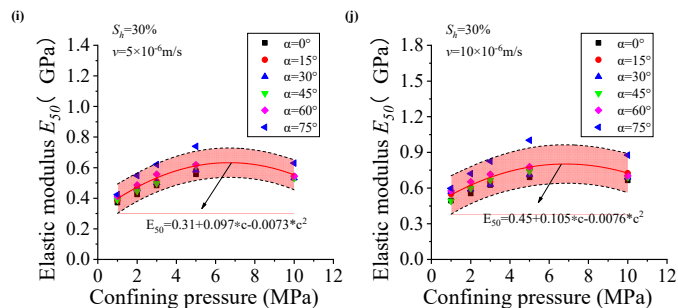 (i)
S_h=30%
v=5×10⁻⁶m/s
α=0°
α=15°
α=30°
α=45°
α=60°
α=75°
E₅₀=0.31+0.097*c-0.0073*c²
Elastic modulus E₅₀( GPa)
1.4
1.2
1.0
0.8
0.6
0.4
0.2
0.0
0 2 4 6 8 10 12
Confining pressure (MPa)
(j)
S_h=30%
v=10×10⁻⁶m/s
α=0°
α=15°
α=30°
α=45°
α=60°
α=75°
E₅₀=0.45+0.105*c-0.0076*c²
Elastic modulus E₅₀( GPa)
1.8
1.5
1.2
0.9
0.6
0.3
0.0
0 2 4 6 8 10 12
Confining pressure (MPa)